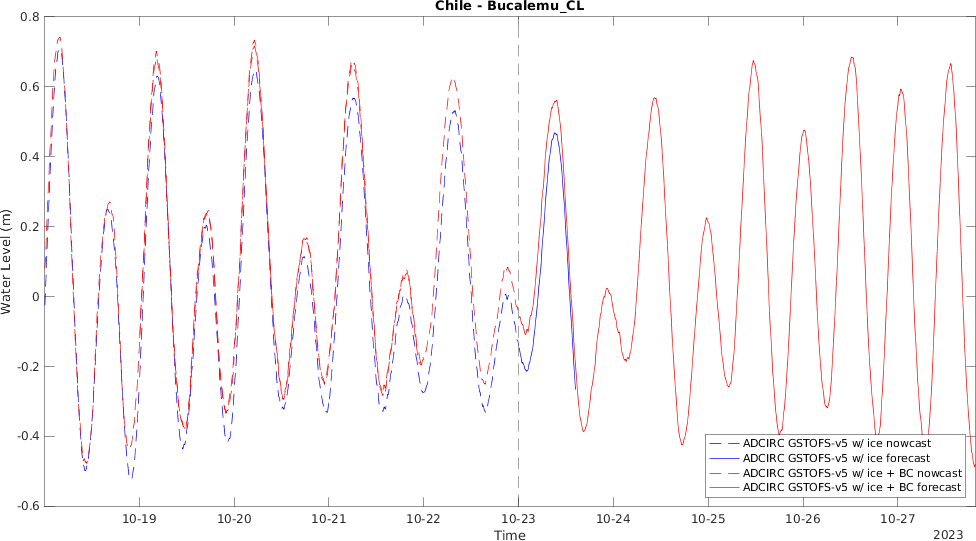 Chile - Bucalemu_CL
Water Level (m)
0.8
0.6
0.4
0.2
0
-0.2
-0.4
-0.6
ADCIRC GSTOFS-v5 w/ ice nowcast
ADCIRC GSTOFS-v5 w/ ice forecast
ADCIRC GSTOFS-v5 w/ ice + BC nowcast
ADCIRC GSTOFS-v5 w/ ice + BC forecast
10-19 10-20 10-21 10-22 10-23 10-24 10-25 10-26 10-27
Time
2023